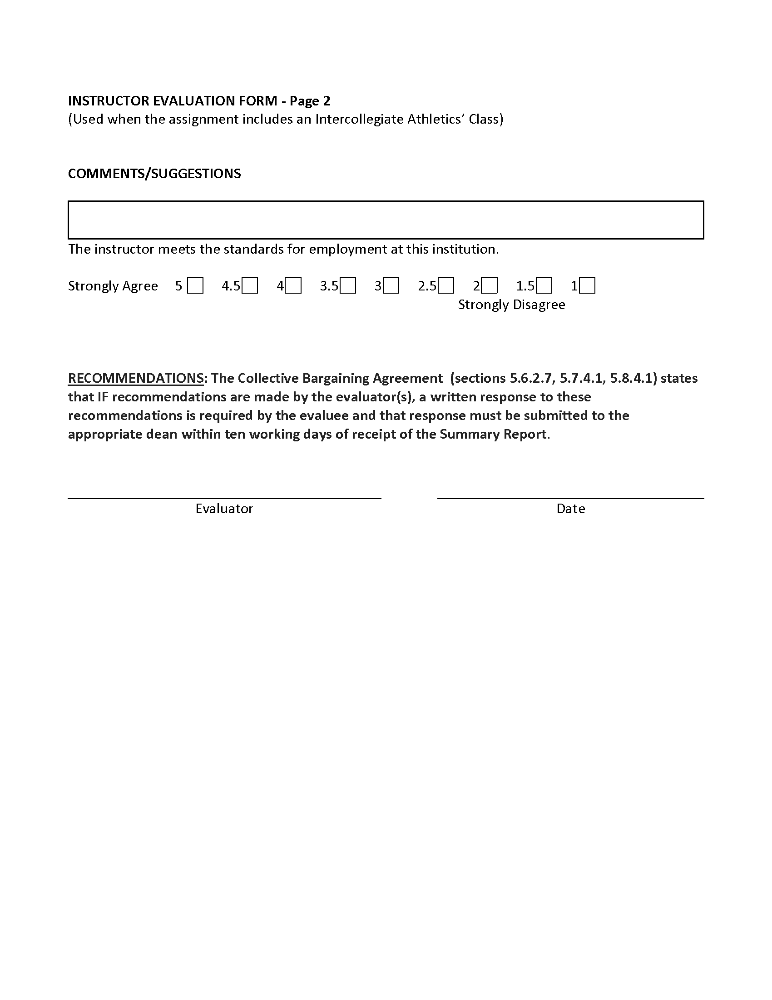 INSTRUCTOR EVALUATION FORM - Page 2
(Used when the assignment includes an Intercollegiate Athletics’ Class)
COMMENTS/SUGGESTIONS
The instructor meets the standards for employment at this institution.
Strongly Agree 5 4.5 4 3.5 3 2.5 2 1.5 1
Strongly Disagree
RECOMMENDATIONS: The Collective Bargaining Agreement (sections 5.6.2.7, 5.7.4.1, 5.8.4.1) states
that IF recommendations are made by the evaluator(s), a written response to these
recommendations is required by the evaluee and that response must be submitted to the
appropriate dean within ten working days of receipt of the Summary Report.
Evaluator Date